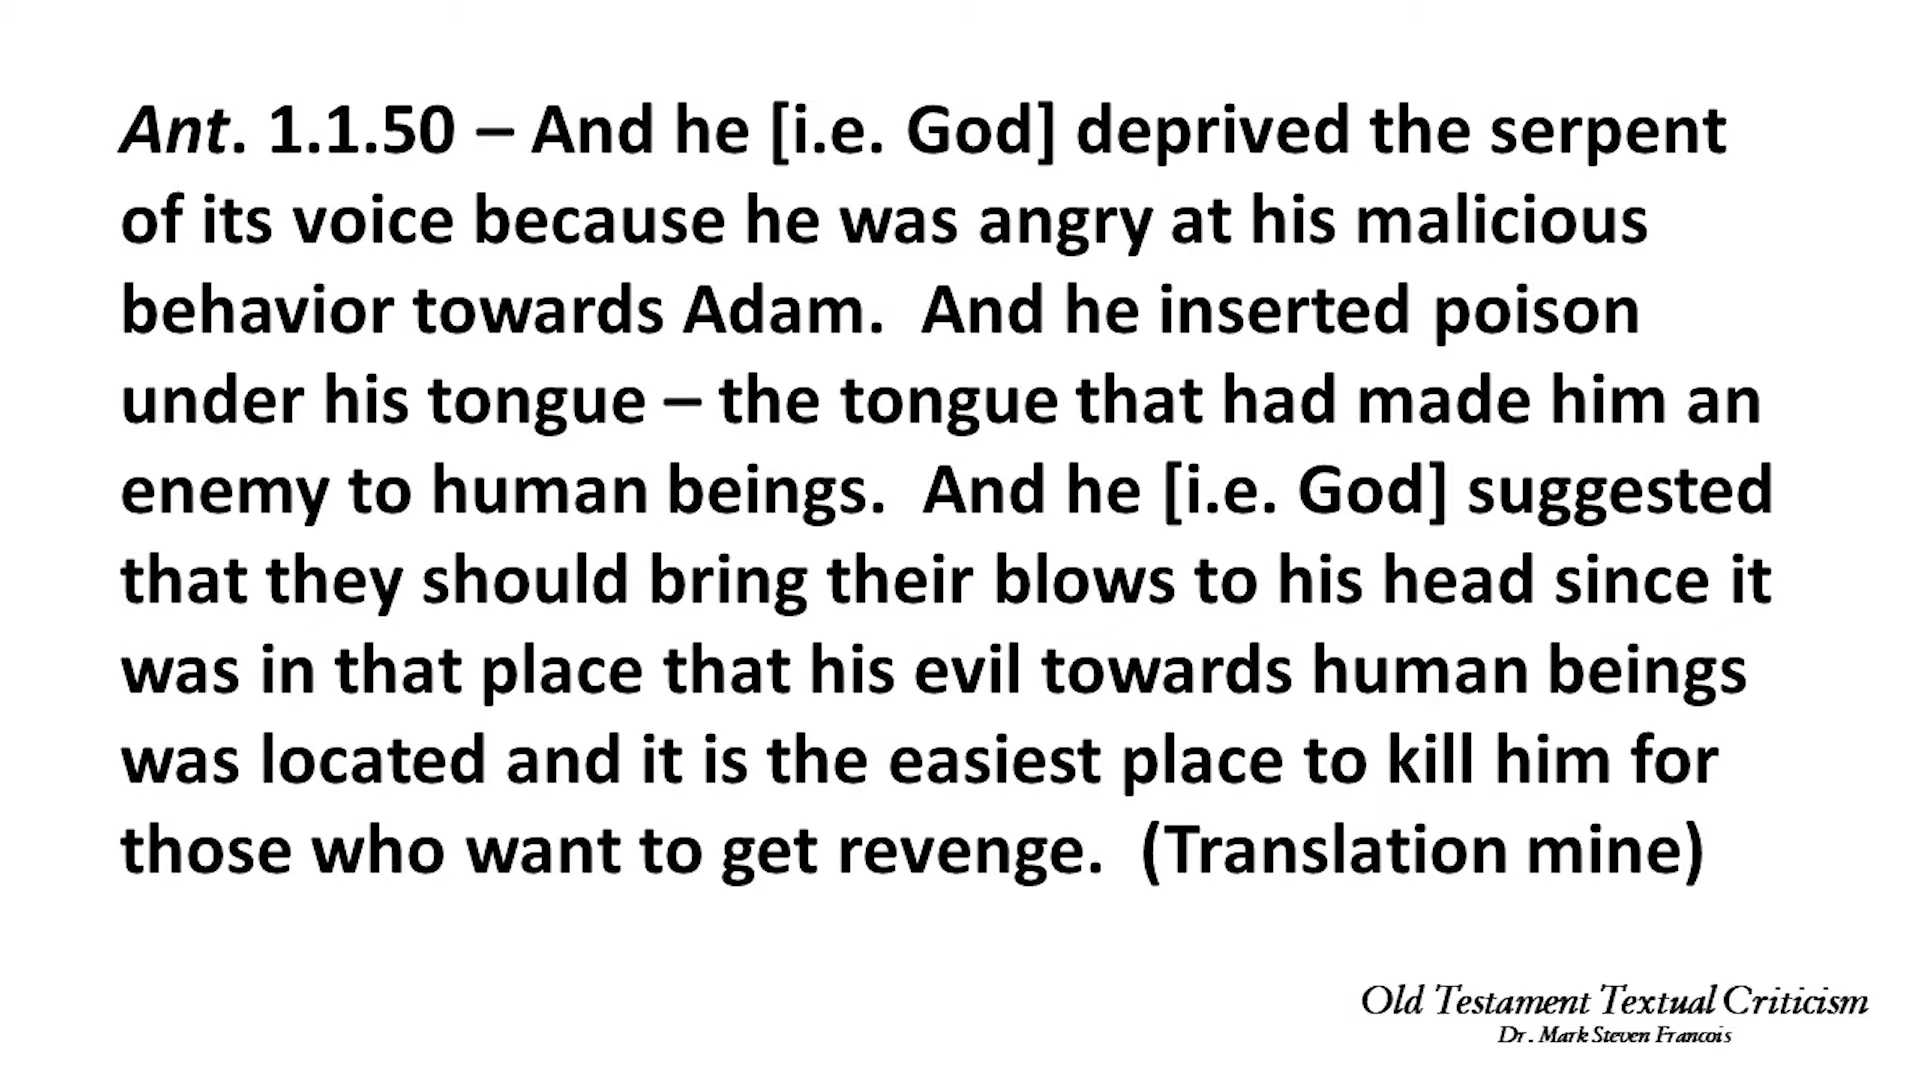 Ant. 1.1.50 – And he [i.e. God] deprived the serpent
of its voice because he was angry at his malicious
behavior towards Adam.  And he inserted poison
under his tongue – the tongue that had made him an
enemy to human beings.  And he [i.e. God] suggested
that they should bring their blows to his head since it
was in that place that his evil towards human beings
was located and it is the easiest place to kill him for
those who want to get revenge.  (Translation mine)
Old Testament Textual Criticism
Dr. Mark Steven Francois